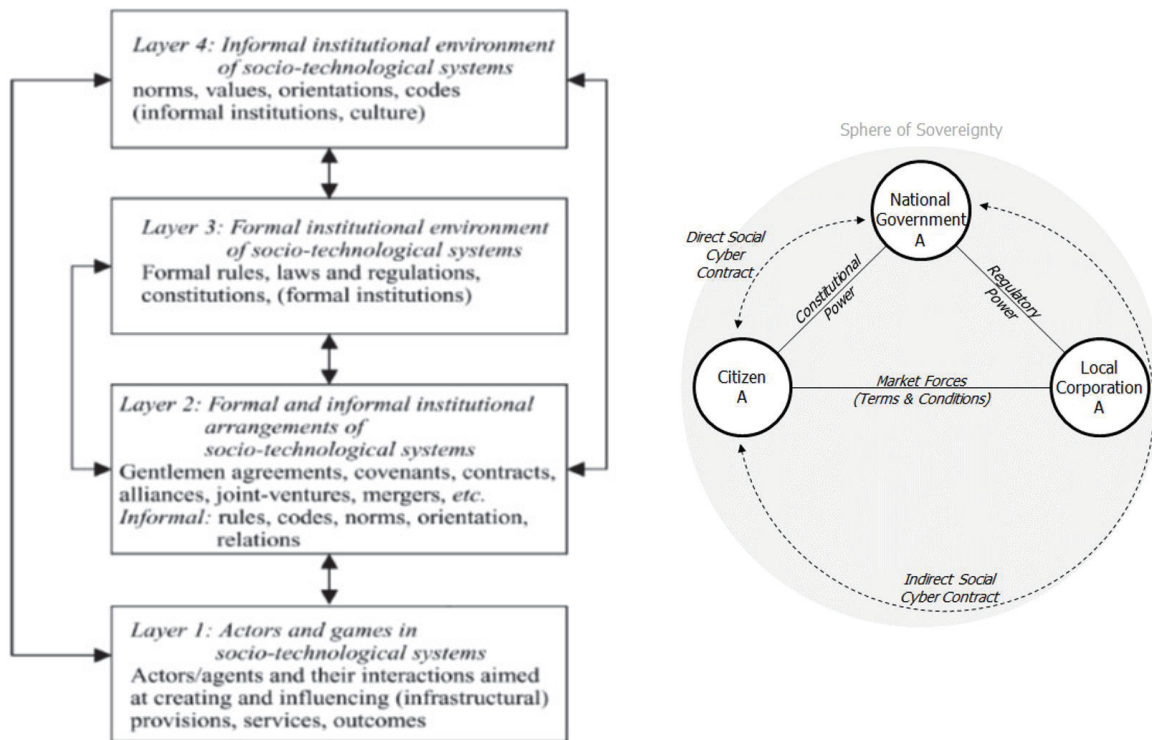 Layer 4: Informal institutional environment
of socio-technological systems
norms, values, orientations, codes
(informal institutions, culture)
Layer 3: Formal institutional environment
of socio-technological systems
Formal rules, laws and regulations,
constitutions, (formal institutions)
Layer 2: Formal and informal institutional
arrangements of
socio-technological systems
Gentlemen agreements, covenants, contracts,
alliances, joint-ventures, mergers, etc.
Informal: rules, codes, norms, orientation,
relations
Layer 1: Actors and games in
socio-technological systems
Actors/agents and their interactions aimed
at creating and influencing (infrastructural)
provisions, services, outcomes
Sphere of Sovereignty
National
Government
A
Direct Social
Cyber
Contract
Constitutional
Power
Regulatory
Power
Citizen
A
Market Forces
(Terms & Conditions)
Local
Corporation
A
Indirect Social
Cyber Contract